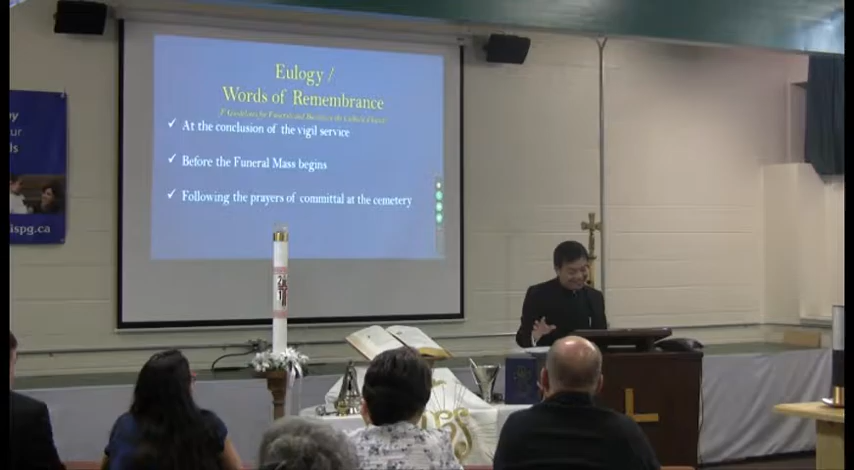 Eulogy /
Words of Remembrance
At the conclusion of the vigil service
Before the Funeral Mass begins
Following the prayers of committal at the cemetery
ispg.ca